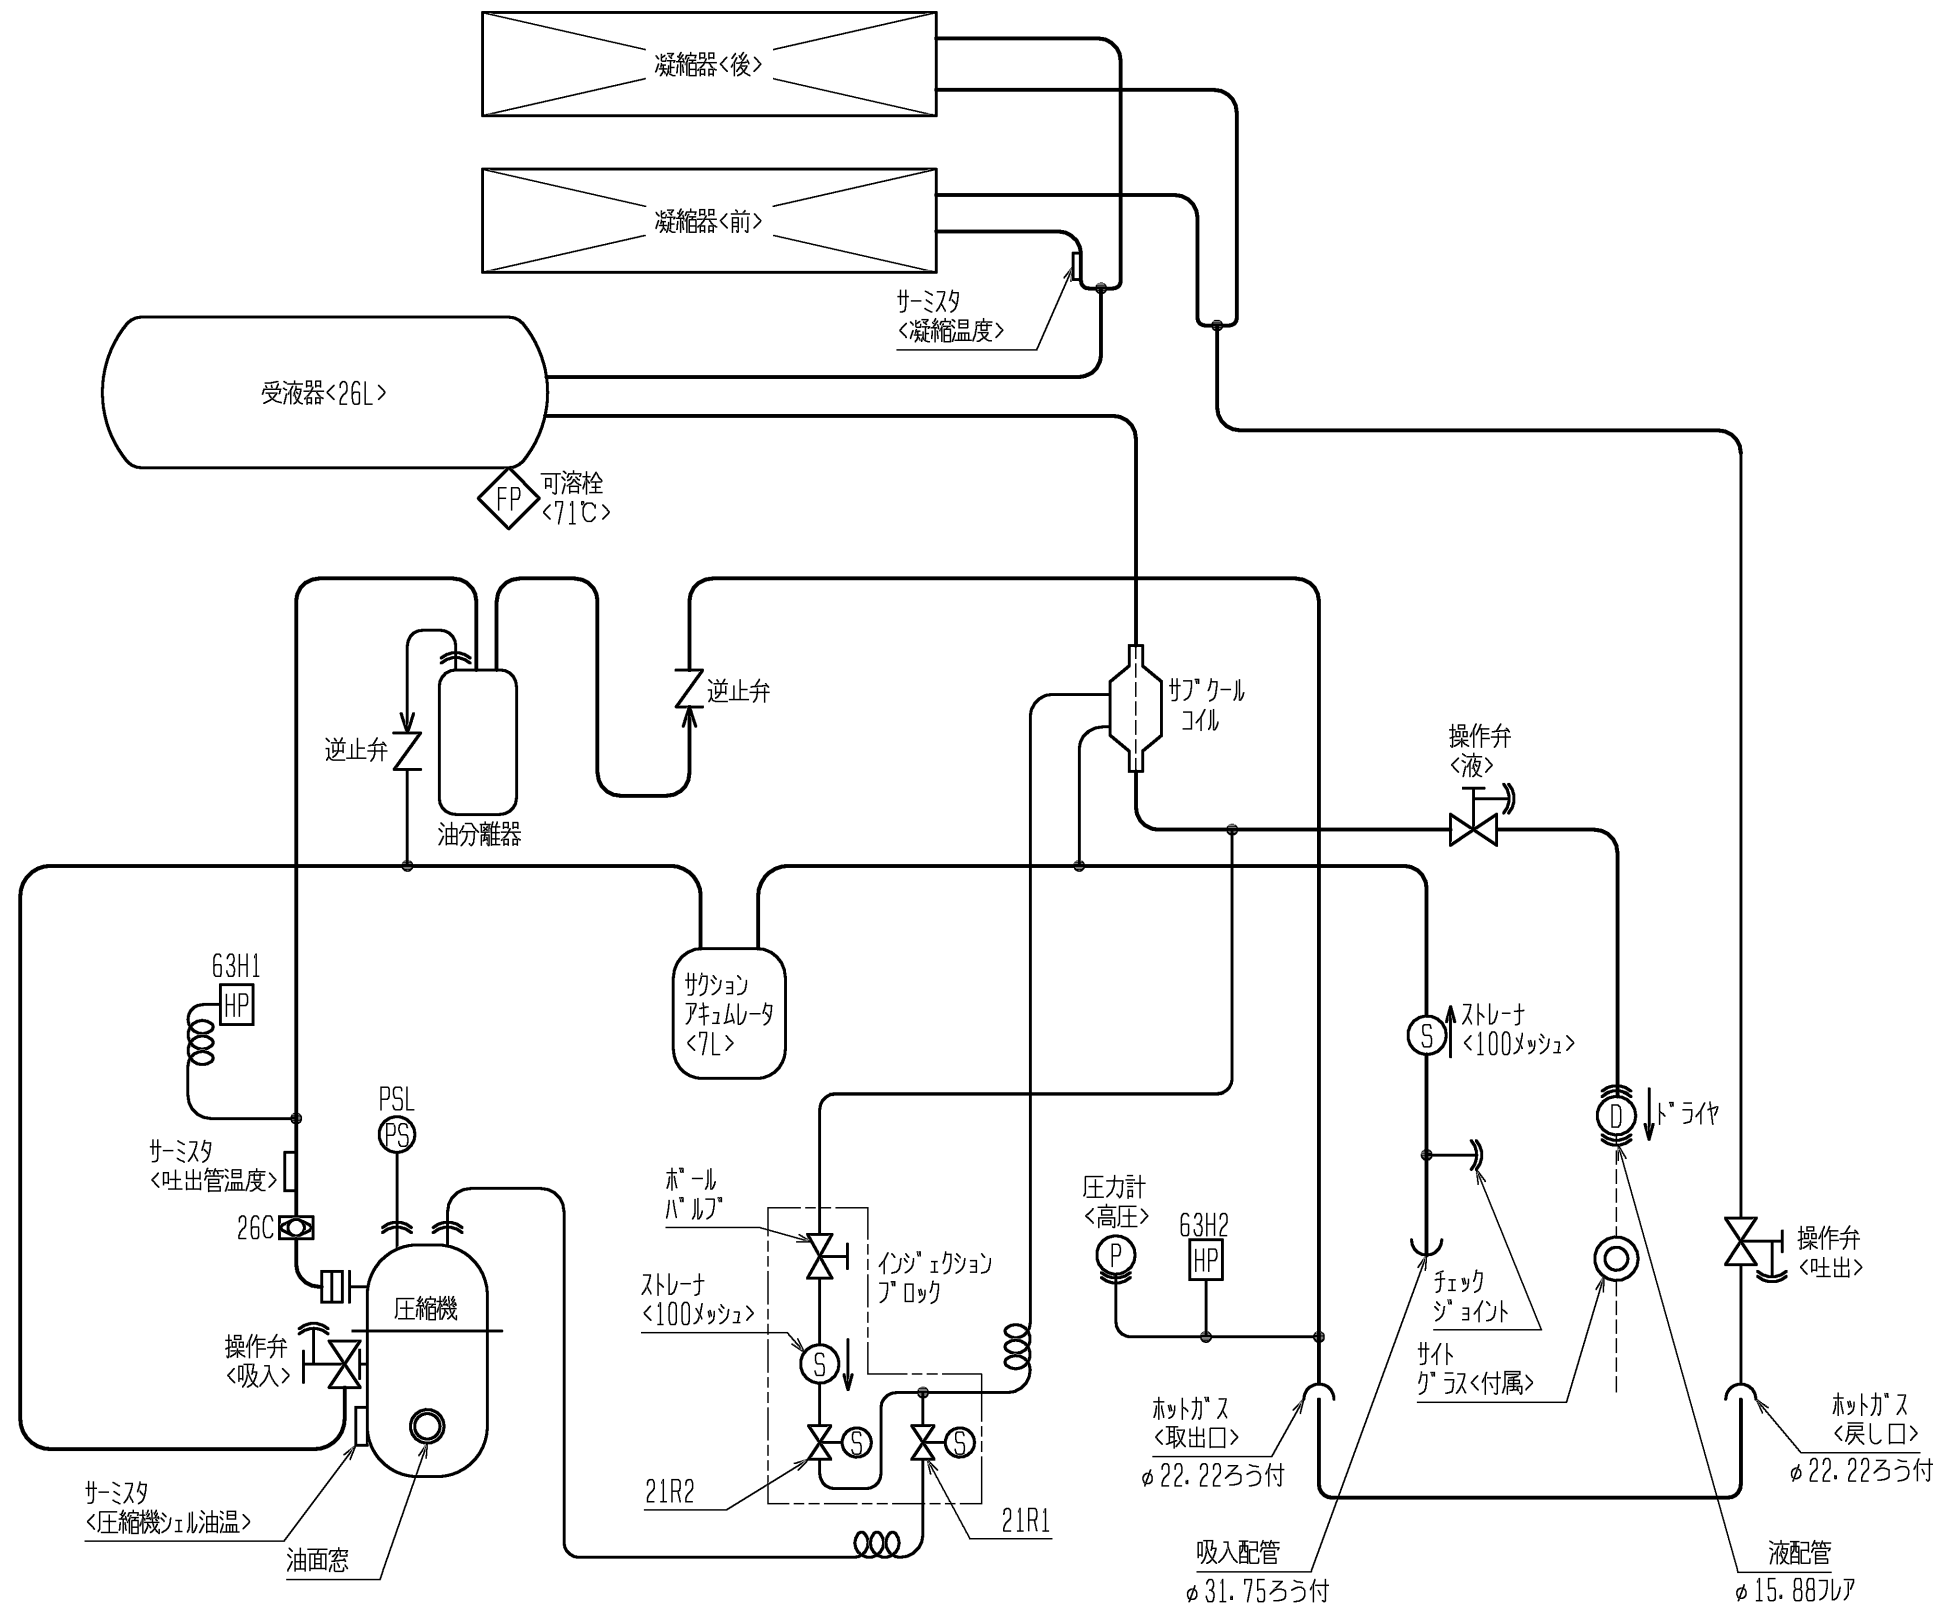 凝縮器<後>
凝縮器<前>
サーミスタ
<凝縮温度>
受液器<26L>
FP
可溶栓
<71℃>
逆止弁
逆止弁
油分離器
サブクール
コイル
操作弁
<液>
63H1
HP
サクション
アキュムレータ
<7L>
S
ストレーナ
<100メッシュ>
PSL
PS
D
ドライヤ
サーミスタ
<吐出管温度>
26C
ボール
バルブ
圧力計
<高圧>
P
63H2
HP
操作弁
<吐出>
インジェクション
ブロック
ストレーナ
<100メッシュ>
S
チェック
ジョイント
圧縮機
操作弁
<吸入>
サイト
グラス<付属>
ホットガス
<取出口>
φ22.22ろう付
ホットガス
<戻し口>
φ22.22ろう付
S
S
21R2
21R1
サーミスタ
<圧縮機シェル油温>
油面窓
吸入配管
φ31.75ろう付
液配管
φ15.88フレア